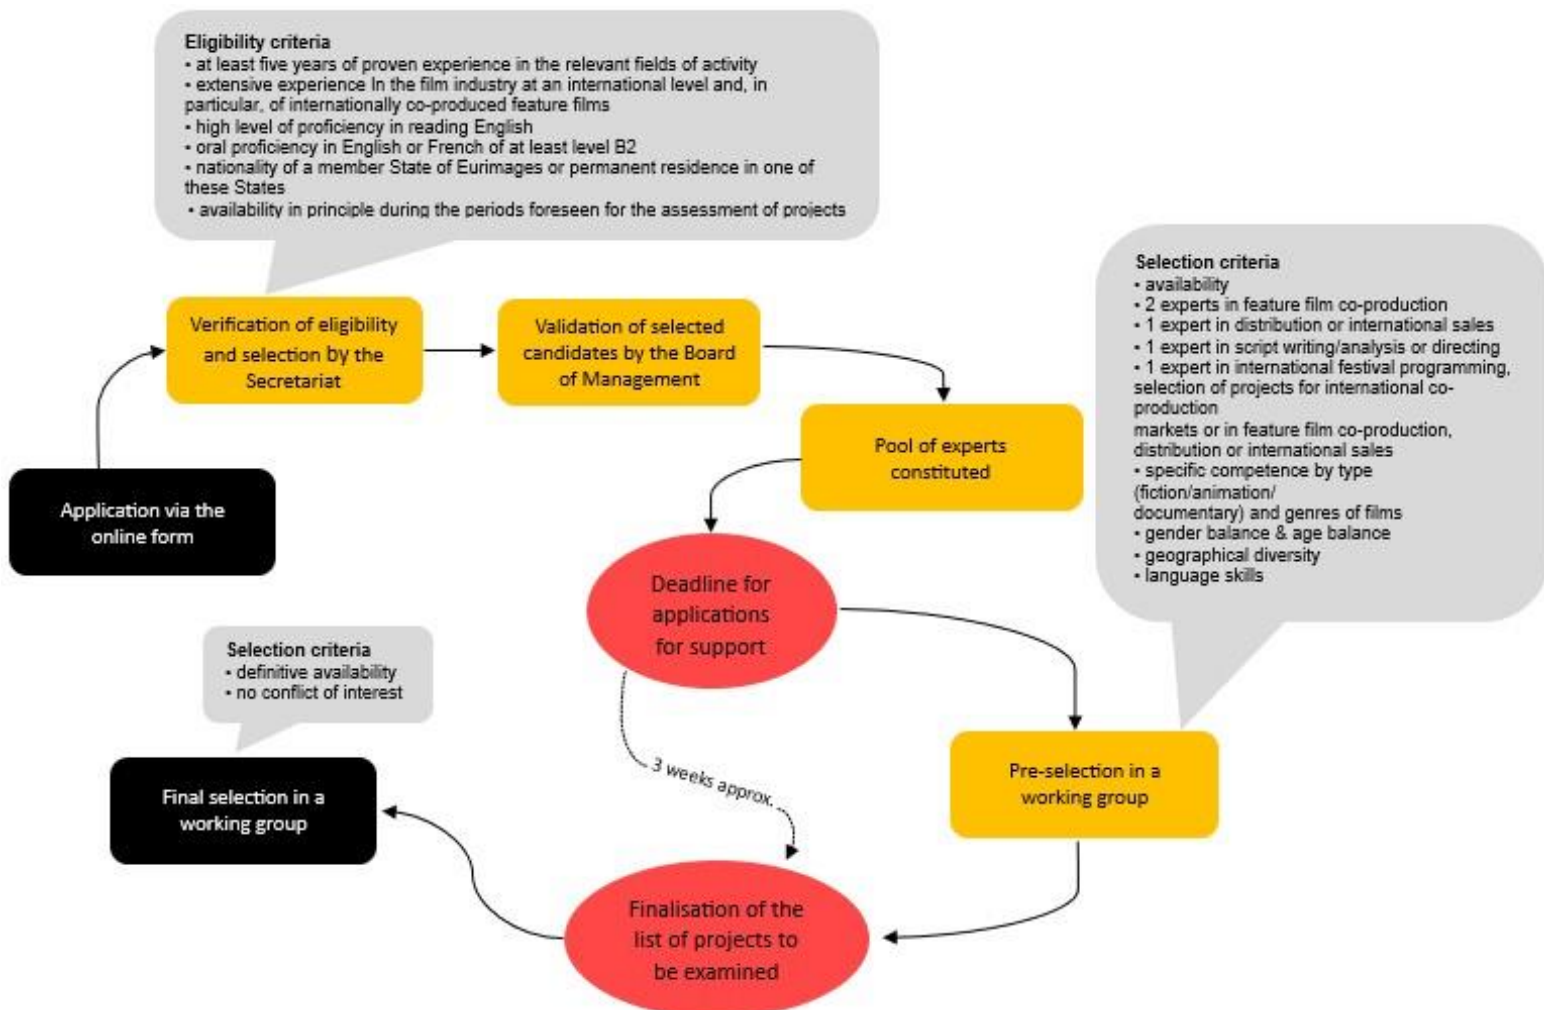 Eligibility criteria
• at least five years of proven experience in the relevant fields of activity
• extensive experience In the film industry at an international level and, in
particular, of internationally co-produced feature films
• high level of proficiency in reading English
• oral proficiency in English or French of at least level B2
• nationality of a member State of Eurimages or permanent residence in one of
these States
• availability in principle during the periods foreseen for the assessment of projects
Verification of eligibility
and selection by the
Secretariat
Validation of selected
candidates by the Board
of Management
Selection criteria
• availability
• 2 experts in feature film co-production
• 1 expert in distribution or international sales
• 1 expert in script writing/analysis or directing
• 1 expert in international festival programming,
selection of projects for international co-
production
markets or in feature film co-production,
distribution or international sales
• specific competence by type
(fiction/animation/
documentary) and genres of films
• gender balance & age balance
• geographical diversity
• language skills
Pool of experts
constituted
Application via the
online form
Deadline for
applications
for support
Selection criteria
• definitive availability
• no conflict of interest
3 weeks approx.
Pre-selection in a
working group
Final selection in a
working group
Finalisation of the
list of projects to
be examined